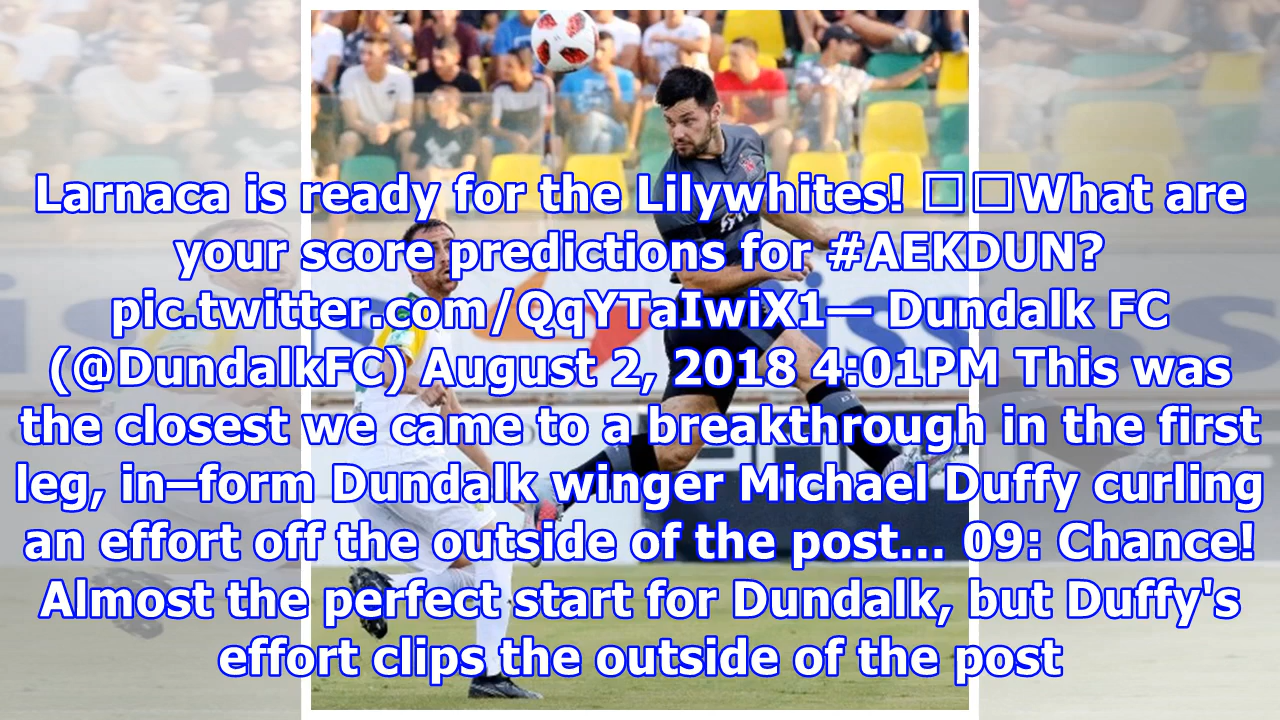 Larnaca is ready for the Lilywhites! □□What are
your score predictions for #AEKDUN?
pic.twitter.com/QqYTaIwiX1— Dundalk FC
(@DundalkFC) August 2, 2018 4:01PM This was
the closest we came to a breakthrough in the first
leg, in–form Dundalk winger Michael Duffy curling
an effort off the outside of the post... 09: Chance!
Almost the perfect start for Dundalk, but Duffy's
effort clips the outside of the post